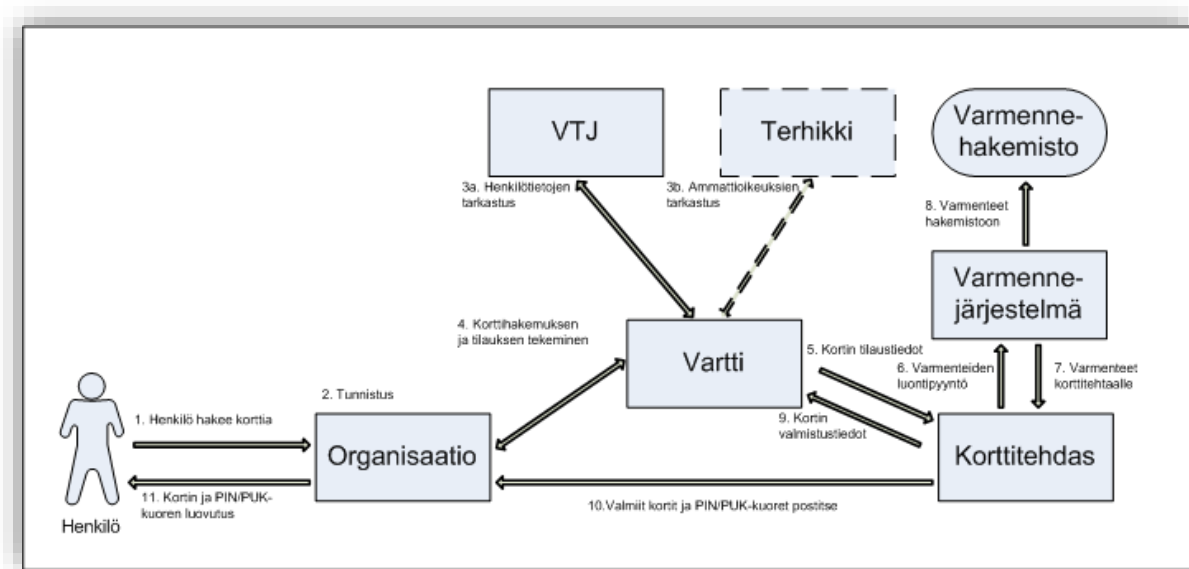 VTJ
Terhikki
Varmenne-
hakemisto
3a. Henkilötietojen
tarkastus
3b. Ammattioikeuksien
tarkastus
8. Varmenteet
hakemistoon
Varmenne-
järjestelmä
4. Korttihakemuksen
ja tilauksen tekeminen
Vartti
5. Kortin tilaustiedot
6. Varmenteiden
luontipyyntö
7. Varmenteet
korttitehtaalle
2. Tunnistus
1. Henkilö hakee korttia
9. Kortin
valmistustiedot
Organisaatio
Korttitehdas
11. Kortin ja PIN/PUK-
kuoren luovutus
10.Valmiit kortit ja PIN/PUK-kuoret postitse
Henkilö